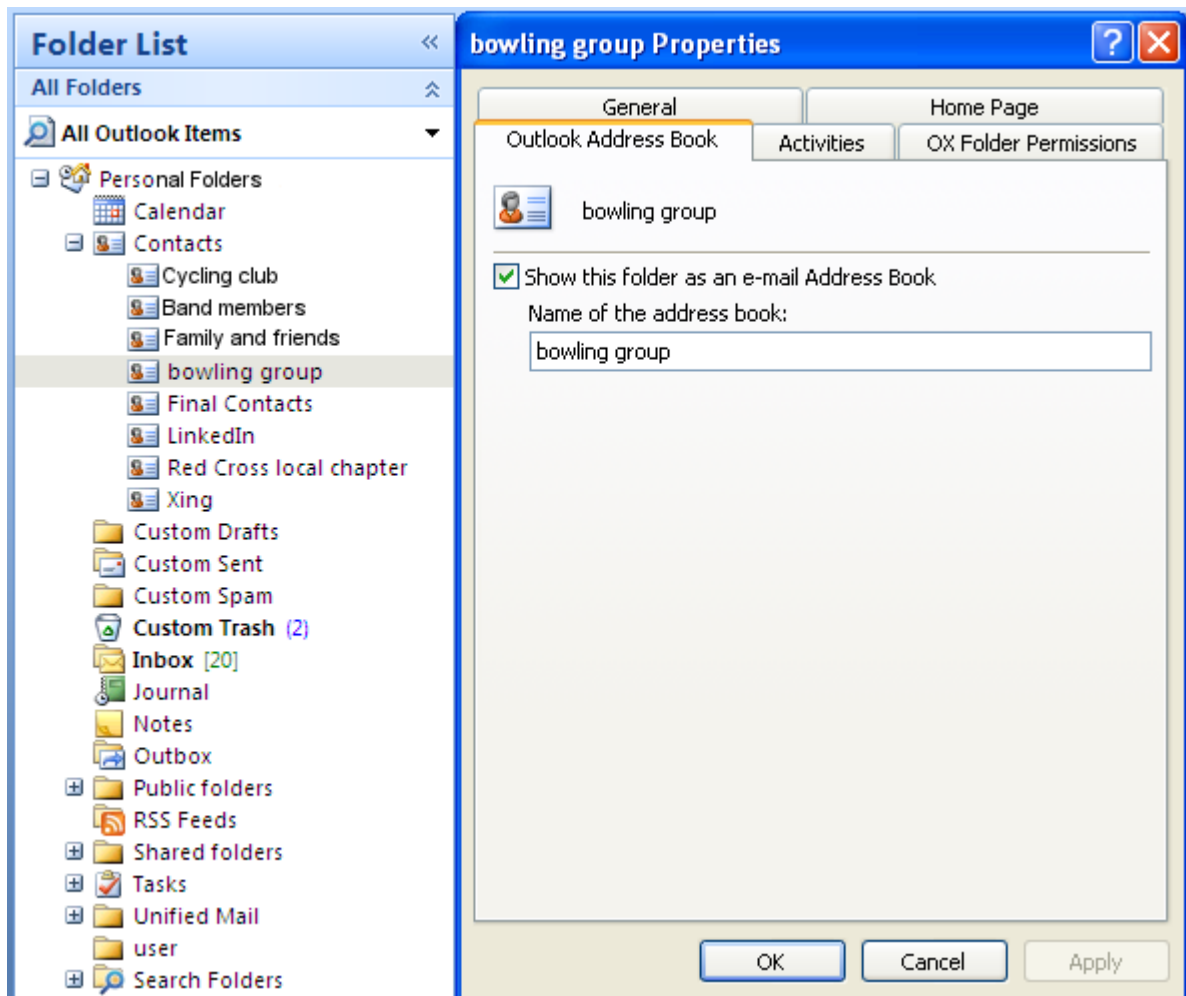 Folder List
All Folders
All Outlook Items
Personal Folders
Calendar
Contacts
Cycling club
Band members
Family and friends
bowling group
Final Contacts
LinkedIn
Red Cross local chapter
Xing
Custom Drafts
Custom Sent
Custom Spam
Custom Trash (2)
Inbox [20]
Journal
Notes
Outbox
Public folders
RSS Feeds
Shared folders
Tasks
Unified Mail
user
Search Folders
bowling group Properties
General Home Page
Outlook Address Book Activities OX Folder Permissions
bowling group
Show this folder as an e-mail Address Book
Name of the address book:
bowling group
OK Cancel Apply